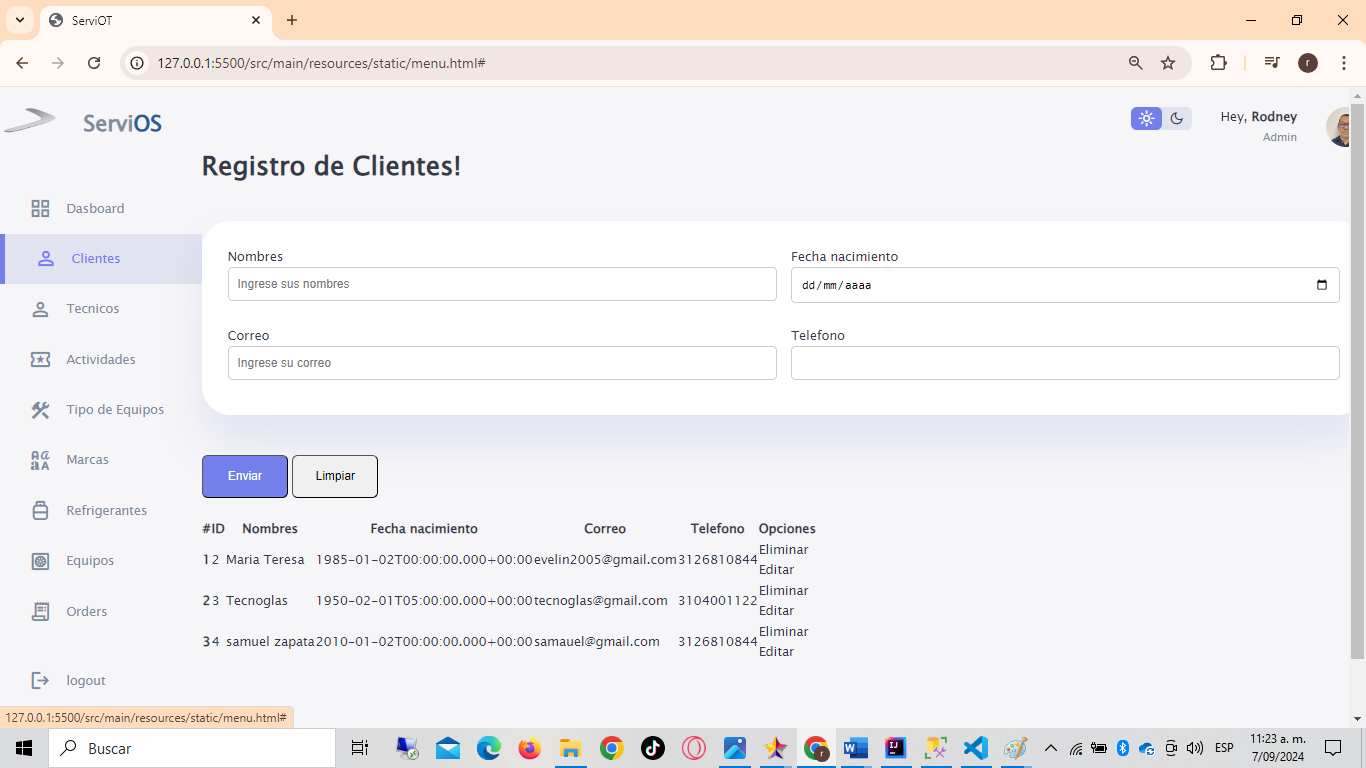 ServiOT
127.0.0.1:5500/src/main/resources/static/menu.html#
r
ServiOS
Hey, Rodney
Admin
Registro de Clientes!
Dasboard
Clientes
Tecnicos
Actividades
Tipo de Equipos
Marcas
Refrigerantes
Equipos
Orders
logout
Nombres
Fecha nacimiento
Ingrese sus nombres
dd/mm/aaaa
Correo
Telefono
Ingrese su correo
Enviar
Limpiar
#ID Nombres Fecha nacimiento Correo Telefono Opciones
1 2 Maria Teresa 1985-01-02T00:00:00.000+00:00 evelin2005@gmail.com 3126810844 Eliminar
Editar
2 3 Tecnoglas 1950-02-01T05:00:00.000+00:00 tecnoglas@gmail.com 3104001122 Eliminar
Editar
3 4 samuel zapata 2010-01-02T00:00:00.000+00:00 samauel@gmail.com 3126810844 Eliminar
Editar
127.0.0.1:5500/src/main/resources/static/menu.html#
Buscar
ESP
11:23 a. m.
7/09/2024